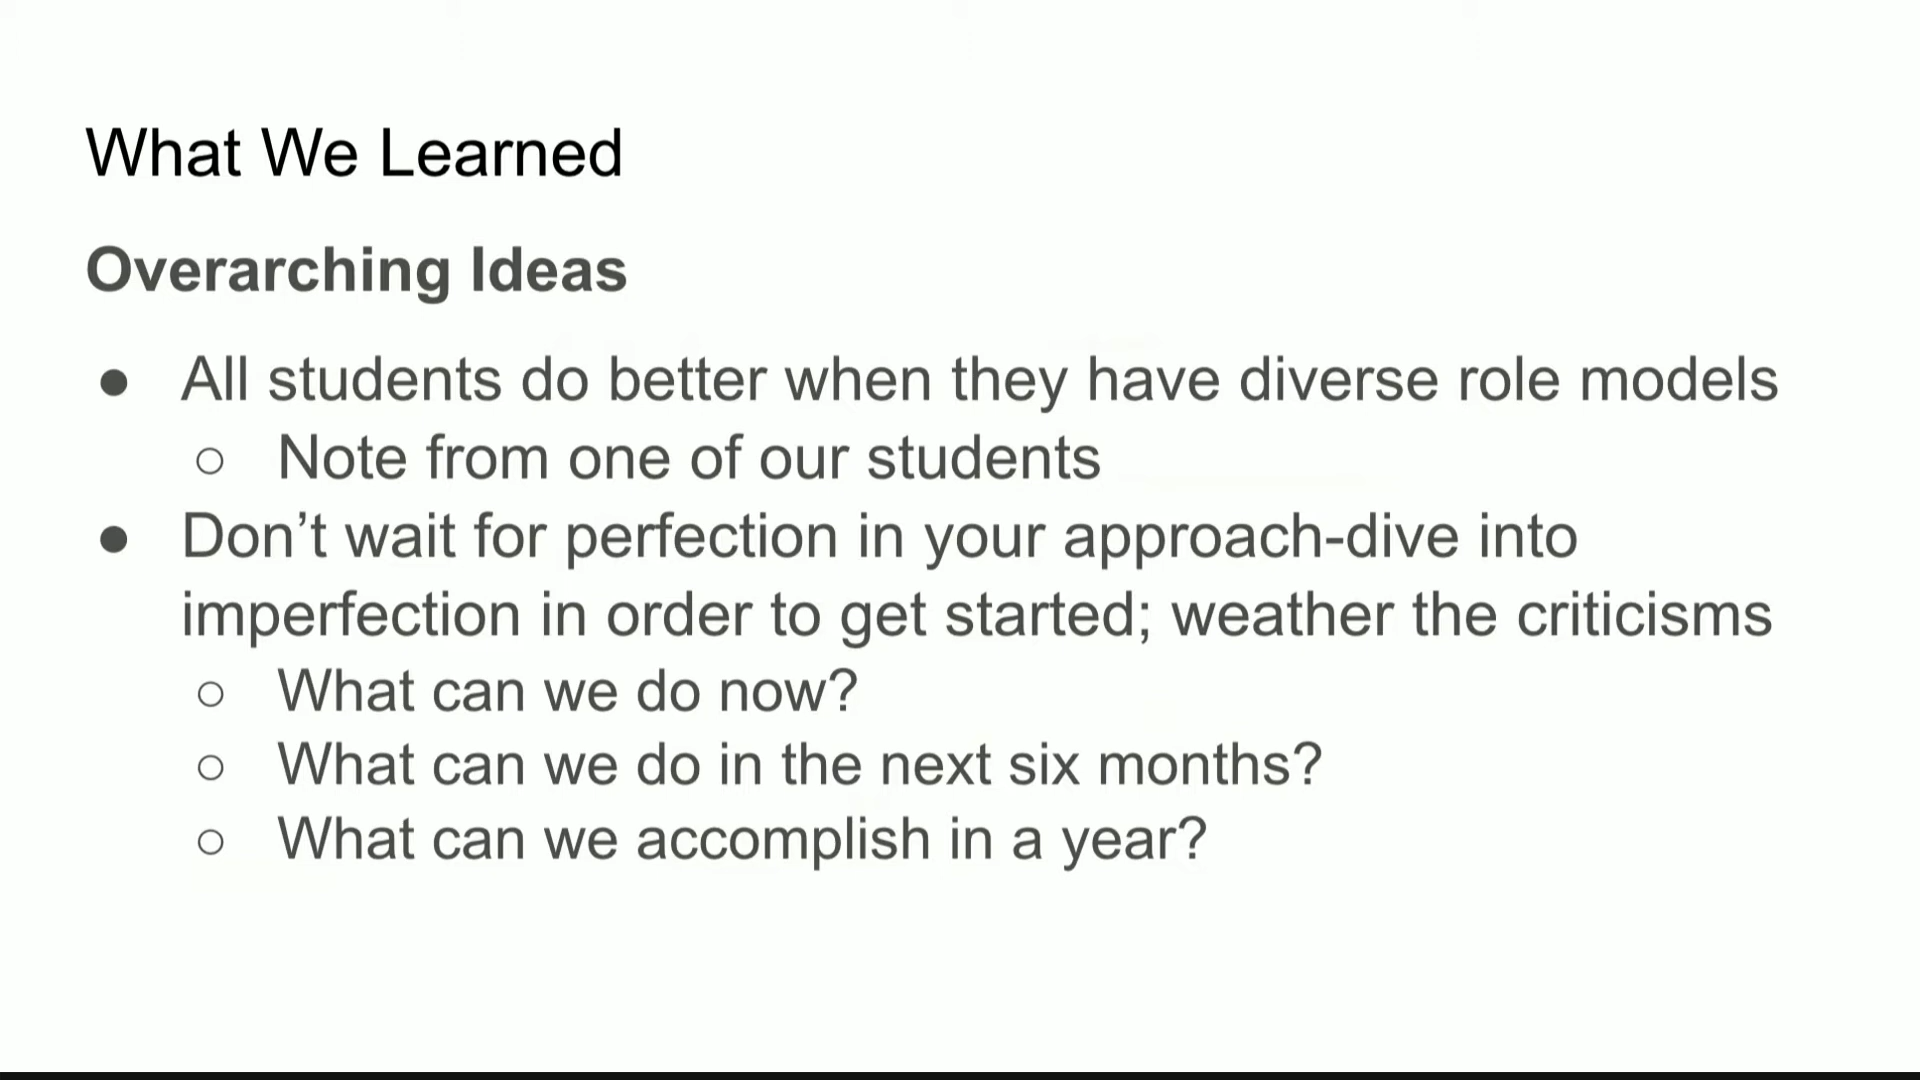 What We Learned
Overarching Ideas
● All students do better when they have diverse role models
○ Note from one of our students
● Don’t wait for perfection in your approach-dive into
imperfection in order to get started; weather the criticisms
○ What can we do now?
○ What can we do in the next six months?
○ What can we accomplish in a year?